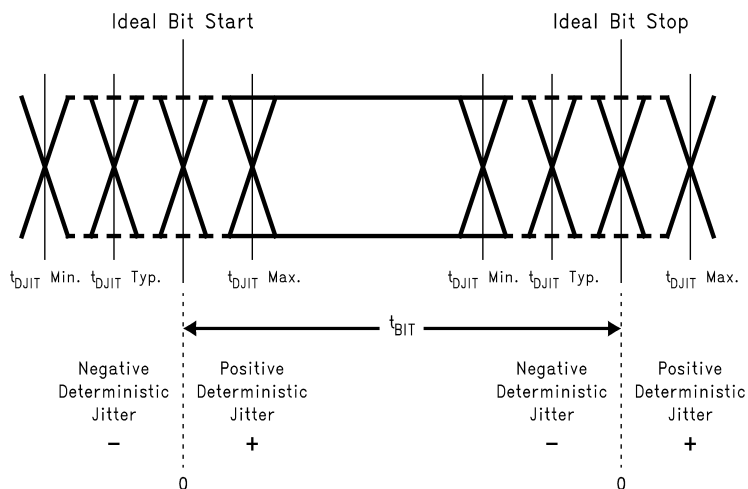 Ideal Bit Start
Ideal Bit Stop
tDJIT Min. tDJIT Typ. tDJIT Max. tDJIT Min. tDJIT Typ. tDJIT Max.
tBIT
Negative
Deterministic
Jitter
−
Positive
Deterministic
Jitter
+
Negative
Deterministic
Jitter
−
Positive
Deterministic
Jitter
+
0
0